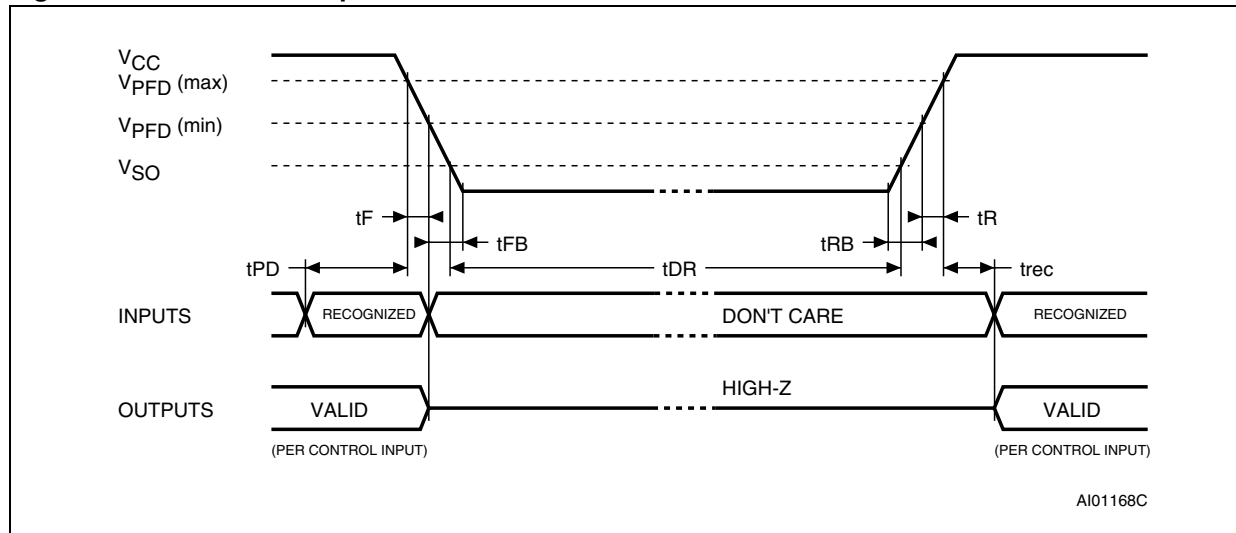 VCC
VPFD (max)
VPFD (min)
VSO
tF
tR
tFB
tRB
tPD
tDR
trec
INPUTS
RECOGNIZED
DON'T CARE
RECOGNIZED
HIGH-Z
OUTPUTS
VALID
VALID
(PER CONTROL INPUT)
(PER CONTROL INPUT)
AI01168C